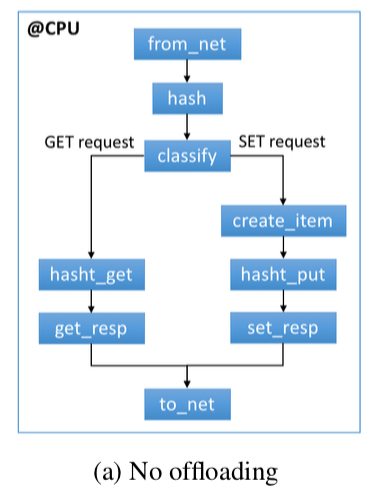 @CPU
from_net
hash
GET request
classify
SET request
create_item
hasht_get
hasht_put
get_resp
set_resp
to_net
(a) No offloading